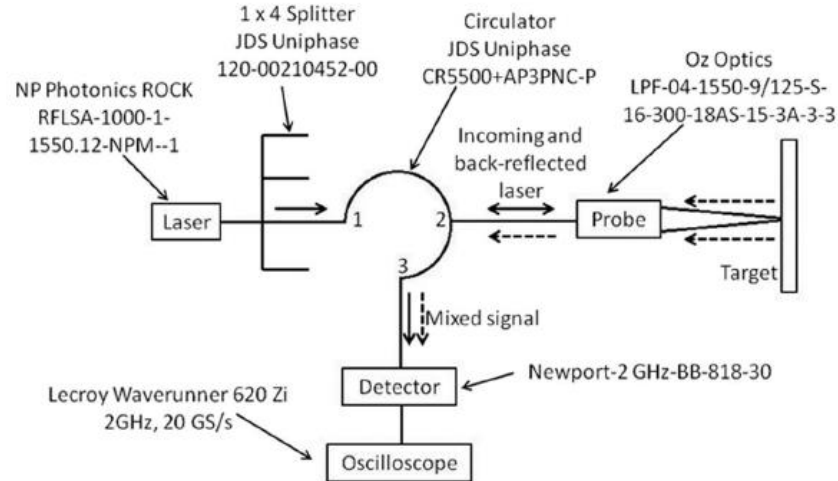 1 x 4 Splitter
JDS Uniphase
120-00210452-00
Circulator
JDS Uniphase
CR5500+AP3PNC-P
Oz Optics
LPF-04-1550-9/125-S-
16-300-18AS-15-3A-3-3
NP Photonics ROCK
RFLSA-1000-1-
1550.12-NPM--1
Incoming and
back-reflected
laser
Laser
1
2
3
Probe
Target
Mixed signal
Detector
Newport-2 GHz-BB-818-30
Lecroy Waverunner 620 Zi
2GHz, 20 GS/s
Oscilloscope